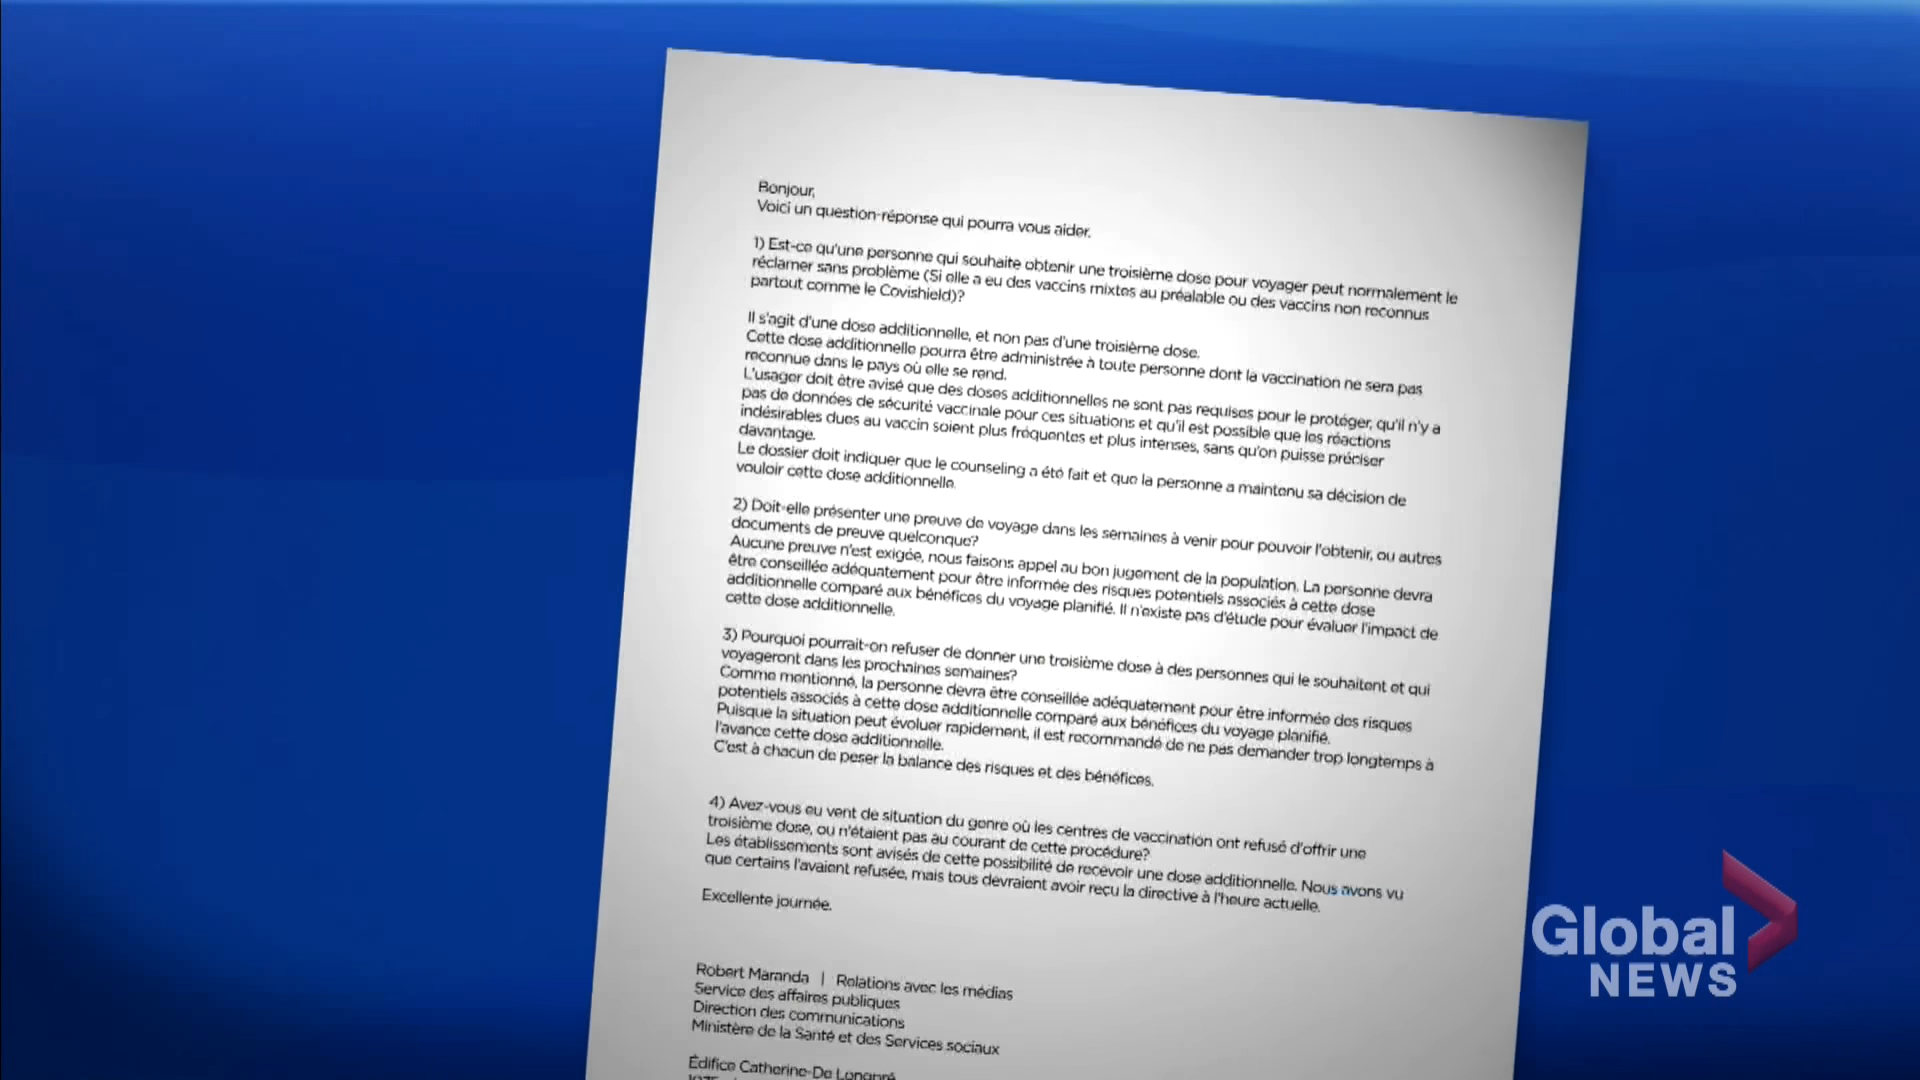 Bonjour,
Voici un question-réponse qui pourra vous aider.
1) Est-ce qu'une personne qui souhaite obtenir une troisième dose pour voyager peut normalement le
réclamer sans problème (Si elle a eu des vaccins mixtes au préalable ou des vaccins non reconnus
partout comme le Covishield)?
Il s'agit d'une dose additionnelle, et non pas d'une troisième dose.
Cette dose additionnelle pourra être administrée à toute personne dont la vaccination ne sera pas
reconnue dans le pays où elle se rend.
L'usager doit être avisé que des doses additionnelles ne sont pas requises pour le protéger, qu'il n'y a
pas de données de sécurité vaccinale pour ces situations et qu'il est possible que les réactions
indésirables dues au vaccin soient plus fréquentes et plus intenses, sans qu'on puisse préciser
davantage.
Le dossier doit indiquer que le counseling a été fait et que la personne a maintenu sa décision de
vouloir cette dose additionnelle.
2) Doit-elle présenter une preuve de voyage dans les semaines à venir pour pouvoir l'obtenir, ou autres
documents de preuve quelconque?
Aucune preuve n'est exigée, nous faisons appel au bon jugement de la population. La personne devra
être conseillée adéquatement pour être informée des risques potentiels associés à cette dose
additionnelle comparé aux bénéfices du voyage planifié. Il n'existe pas d'étude pour évaluer l'impact de
cette dose additionnelle.
3) Pourquoi pourrait-on refuser de donner une troisième dose à des personnes qui le souhaitent et qui
voyageront dans les prochaines semaines?
Comme mentionné, la personne devra être conseillée adéquatement pour être informée des risques
potentiels associés à cette dose additionnelle comparé aux bénéfices du voyage planifié.
Puisque la situation peut évoluer rapidement, il est recommandé de ne pas demander trop longtemps à
l'avance cette dose additionnelle.
C'est à chacun de peser la balance des risques et des bénéfices.
4) Avez-vous eu vent de situation du genre où les centres de vaccination ont refusé d'offrir une
troisième dose, ou n'étaient pas au courant de cette procédure?
Les établissements sont avisés de cette possibilité de recevoir une dose additionnelle. Nous avons vu
que certains l'avaient refusée, mais tous devraient avoir reçu la directive à l'heure actuelle.
Excellente journée.
Robert Maranda | Relations avec les médias
Service des affaires publiques
Direction des communications
Ministère de la Santé et des Services sociaux
Édifice Catherine-De Longpré
Global
NEWS